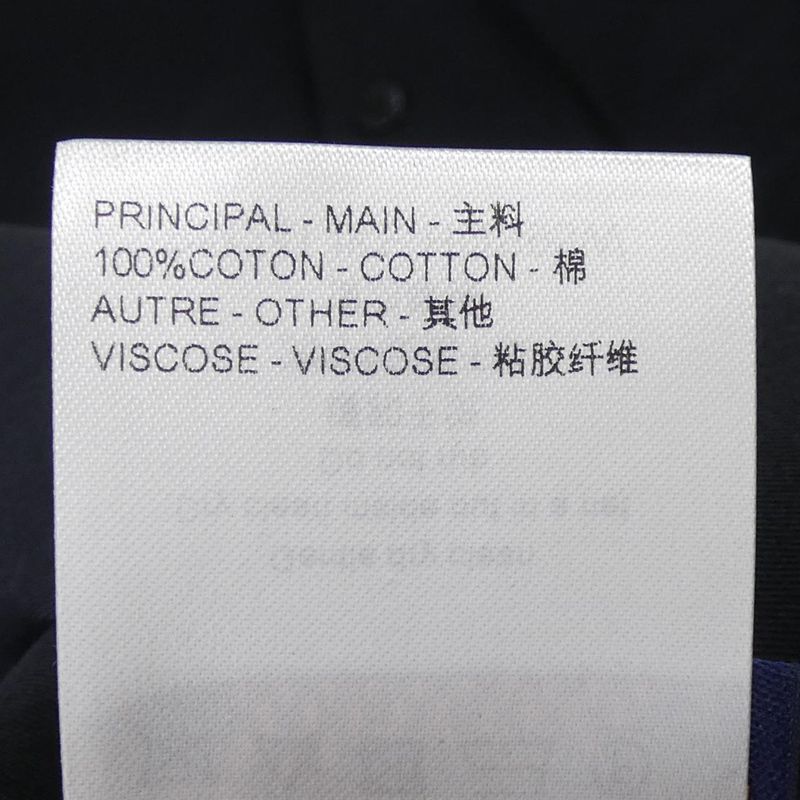 PRINCIPAL - MAIN - 主料
100%COTON - COTTON - 棉
AUTRE - OTHER - 其他
VISCOSE - VISCOSE - 粘胶纤维